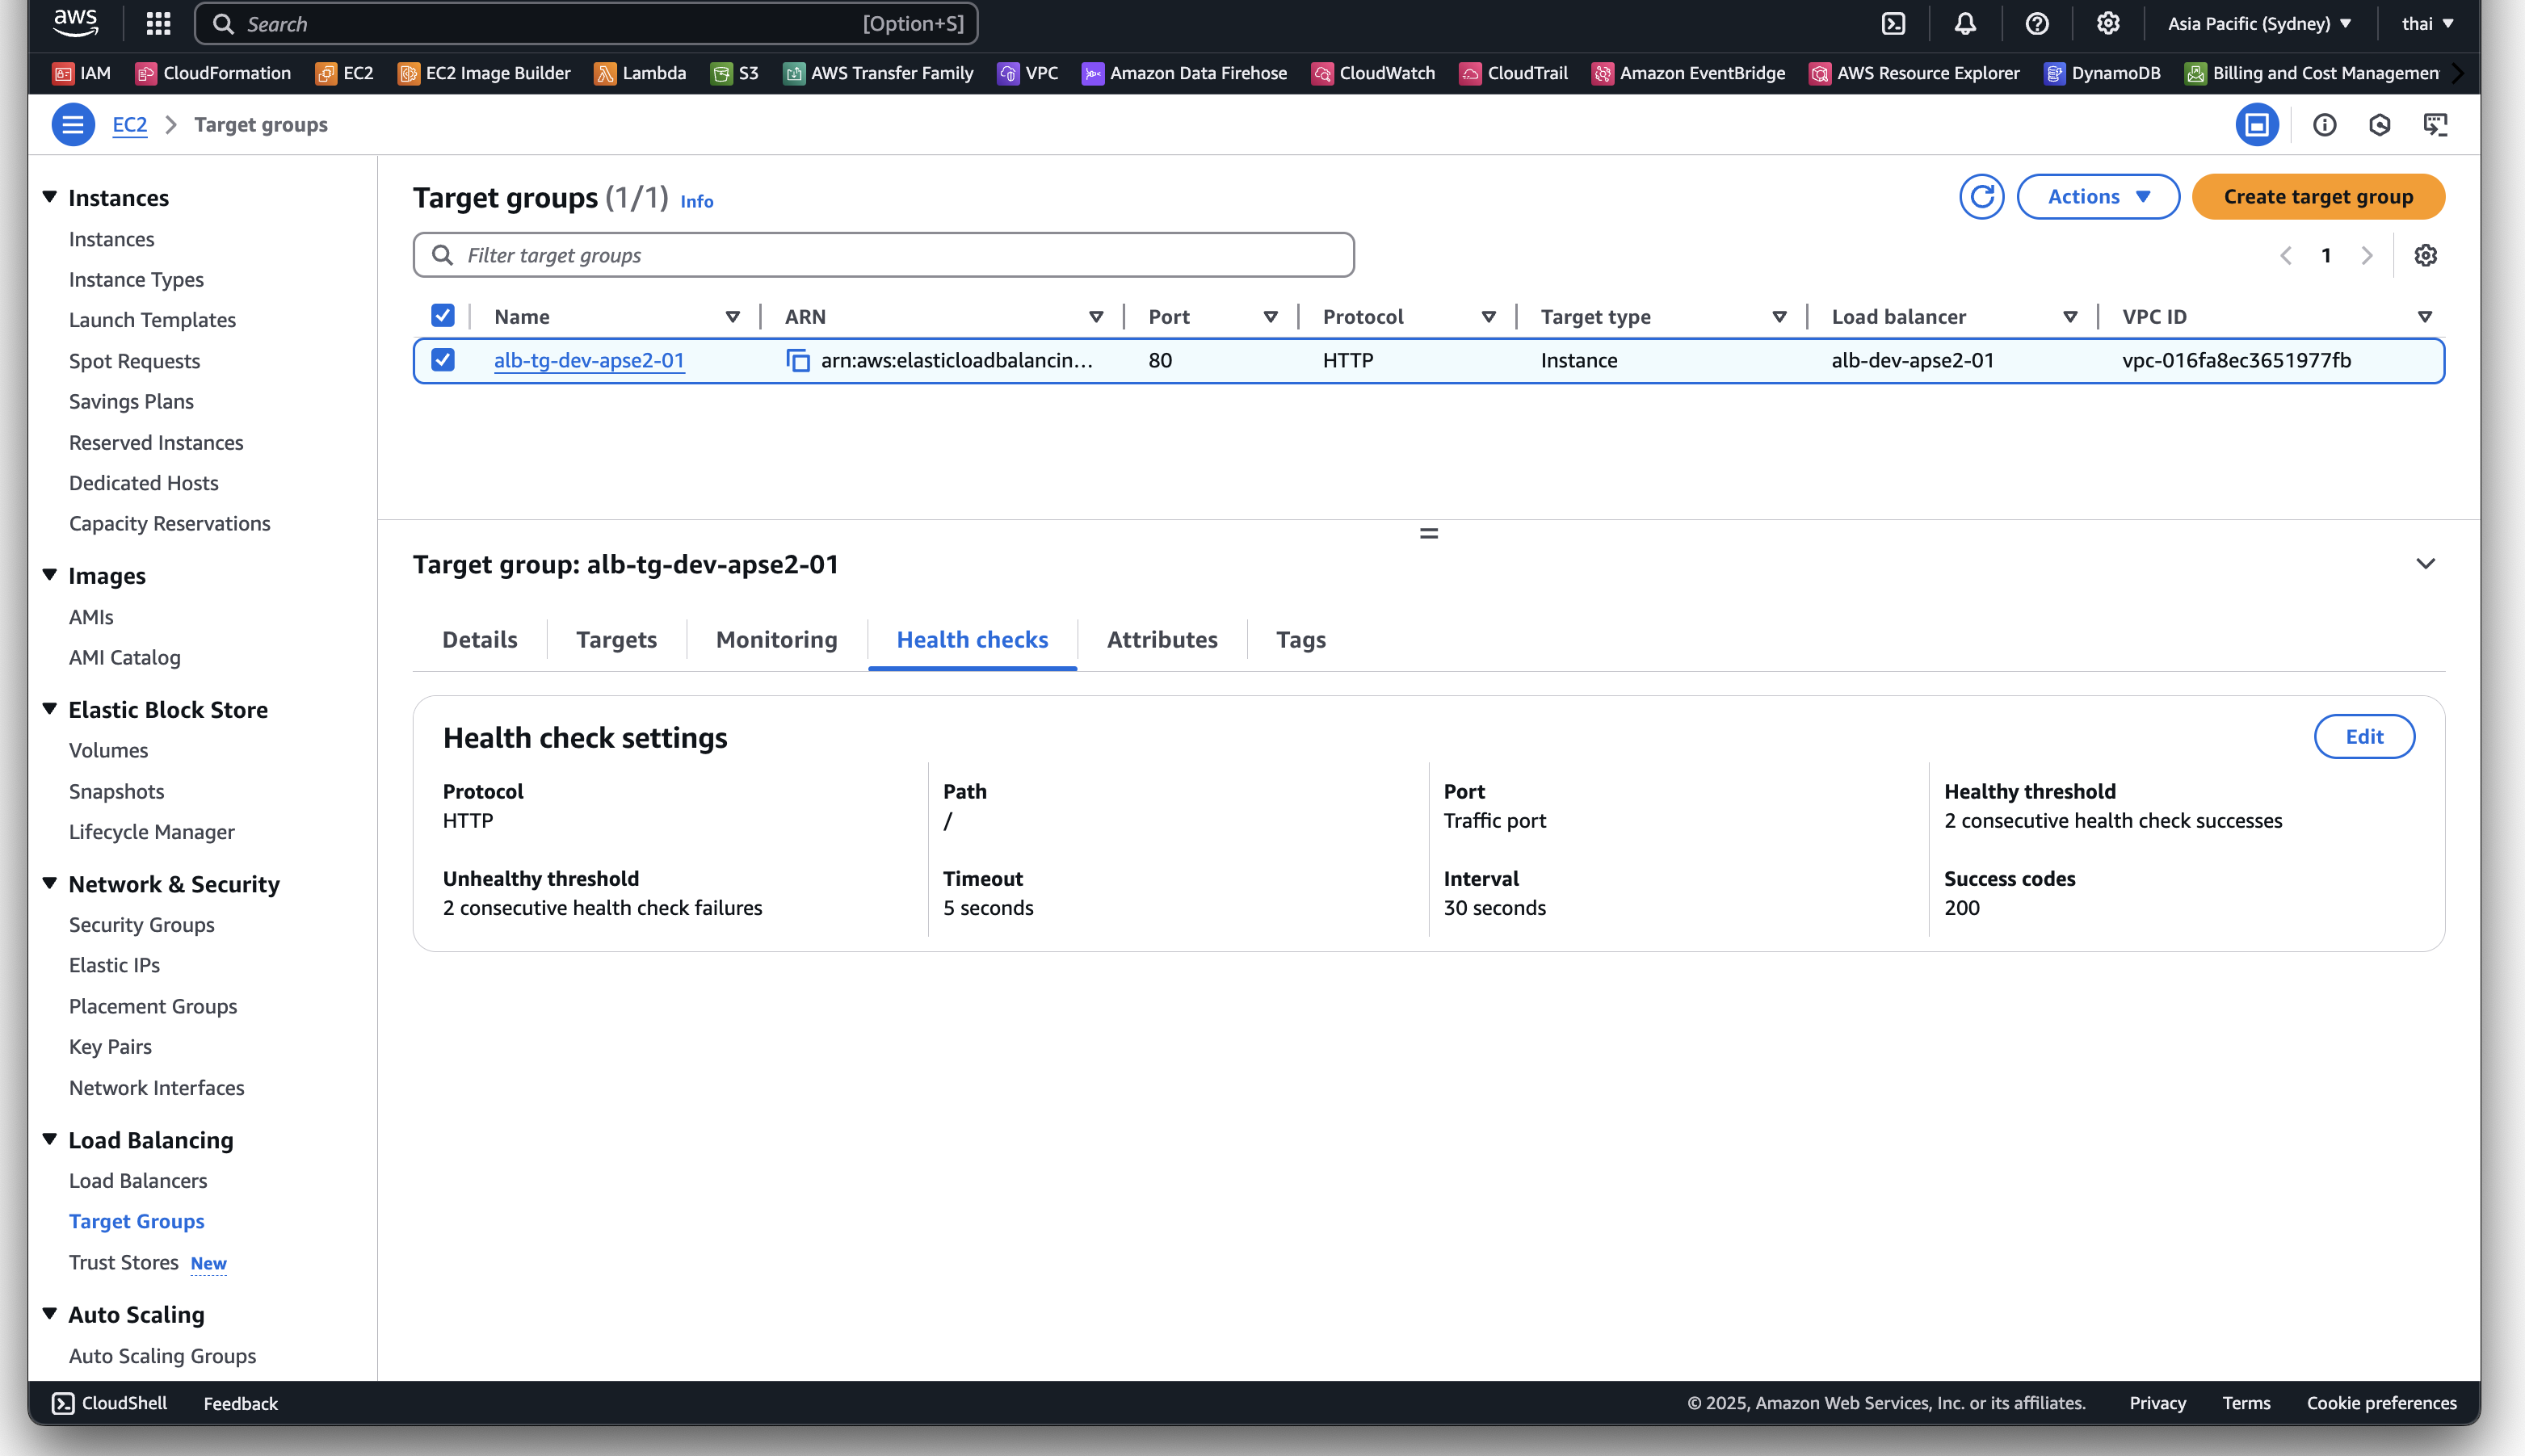 aws
Search [Option+S]
Asia Pacific (Sydney)
thai
IAM
CloudFormation
EC2
EC2 Image Builder
Lambda
S3
AWS Transfer Family
VPC
Amazon Data Firehose
CloudWatch
CloudTrail
Amazon EventBridge
AWS Resource Explorer
DynamoDB
Billing and Cost Managemen
EC2
Target groups
Instances
Instances
Instance Types
Launch Templates
Spot Requests
Savings Plans
Reserved Instances
Dedicated Hosts
Capacity Reservations
Images
AMIs
AMI Catalog
Elastic Block Store
Volumes
Snapshots
Lifecycle Manager
Network & Security
Security Groups
Elastic IPs
Placement Groups
Key Pairs
Network Interfaces
Load Balancing
Load Balancers
Target Groups
Trust Stores New
Auto Scaling
Auto Scaling Groups
Target groups (1/1) Info
Actions
Create target group
Filter target groups
1
Name ARN Port Protocol Target type Load balancer VPC ID
alb-tg-dev-apse2-01 arn:aws:elasticloadbalancin... 80 HTTP Instance alb-dev-apse2-01 vpc-016fa8ec3651977fb
Target group: alb-tg-dev-apse2-01
Details Targets Monitoring Health checks Attributes Tags
Health check settings
Edit
Protocol
HTTP
Path
/
Port
Traffic port
Healthy threshold
2 consecutive health check successes
Unhealthy threshold
2 consecutive health check failures
Timeout
5 seconds
Interval
30 seconds
Success codes
200
CloudShell
Feedback
© 2025, Amazon Web Services, Inc. or its affiliates.
Privacy
Terms
Cookie preferences